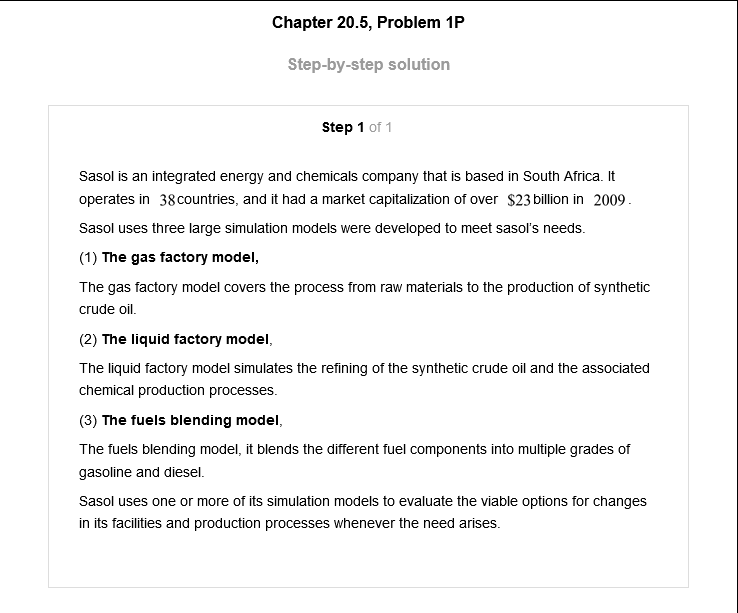 Chapter 20.5, Problem 1P
Step-by-step solution
Step 1 of 1
Sasol is an integrated energy and chemicals company that is based in South Africa. It
operates in 38countries, and it had a market capitalization of over $23billion in 2009.
Sasol uses three large simulation models were developed to meet sasol's needs.
(1) The gas factory model,
The gas factory model covers the process from raw materials to the production of synthetic
crude oil.
(2) The liquid factory model,
The liquid factory model simulates the refining of the synthetic crude oil and the associated
chemical production processes.
(3) The fuels blending model,
The fuels blending model, it blends the different fuel components into multiple grades of
gasoline and diesel.
Sasol uses one or more of its simulation models to evaluate the viable options for changes
in its facilities and production processes whenever the need arises.